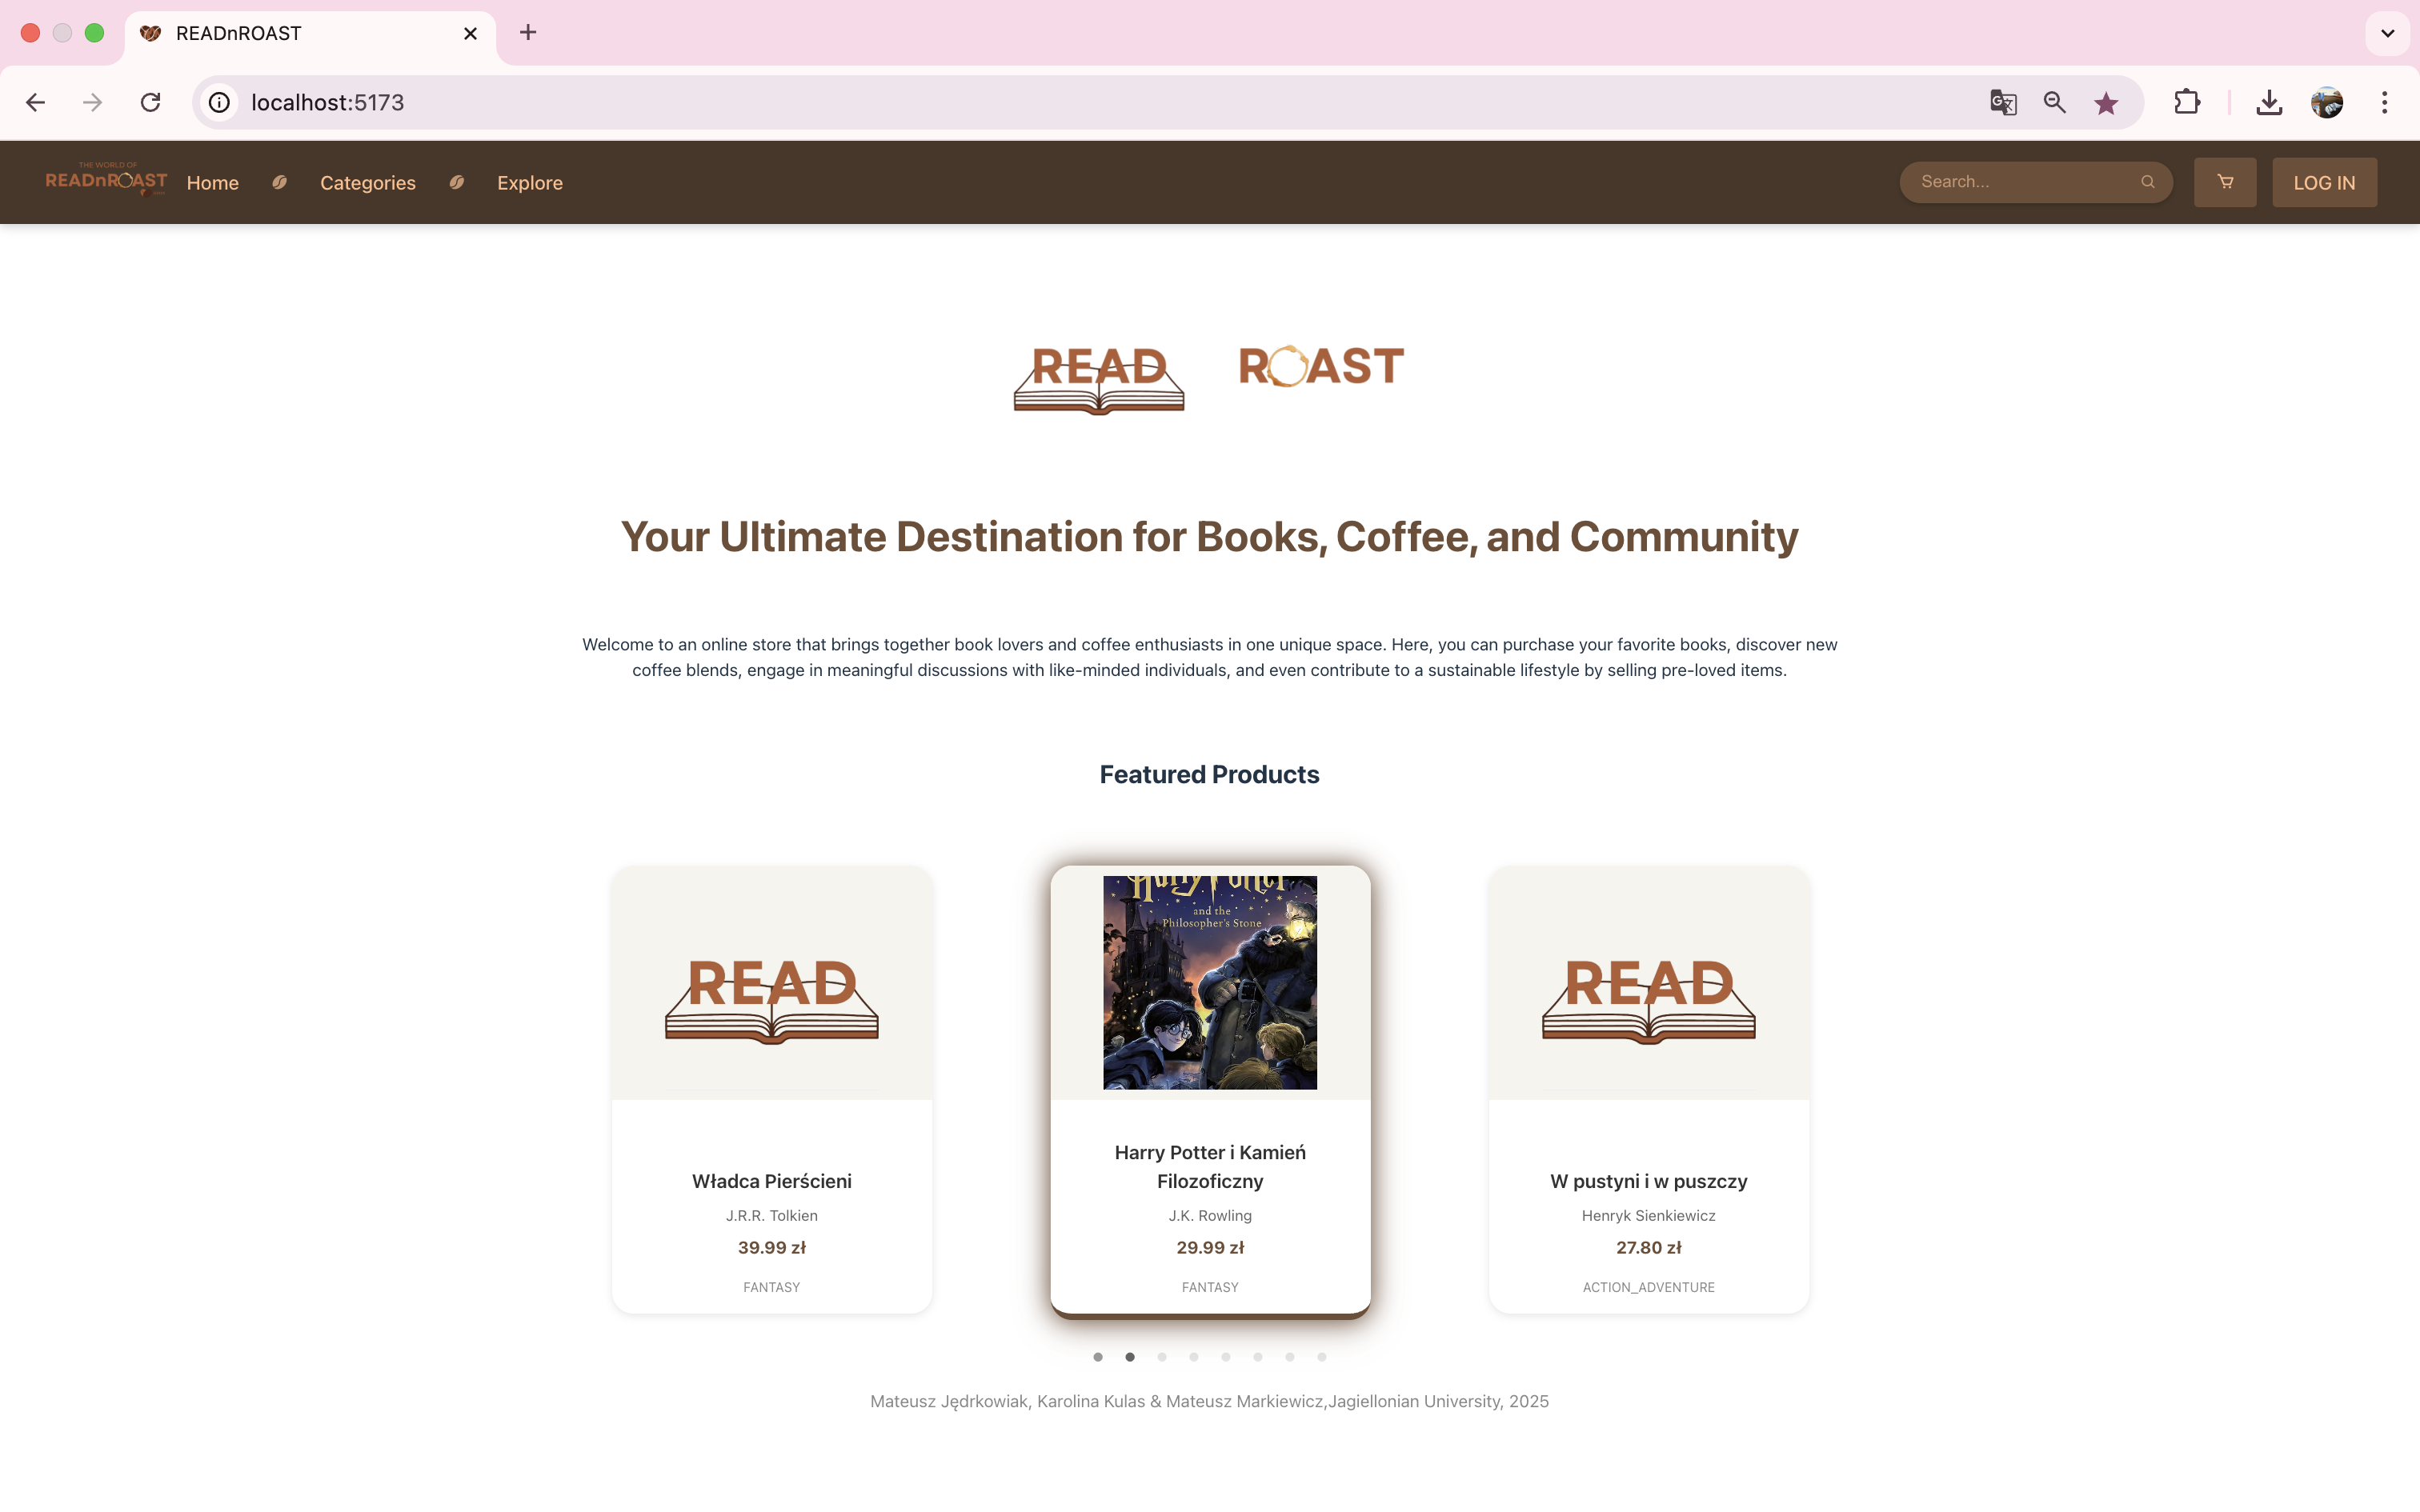 READnROAST
localhost:5173
THE WORLD OF
READnROAST
Home
Categories
Explore
Search...
LOG IN
READ
ROAST
Your Ultimate Destination for Books, Coffee, and Community
Welcome to an online store that brings together book lovers and coffee enthusiasts in one unique space. Here, you can purchase your favorite books, discover new
coffee blends, engage in meaningful discussions with like-minded individuals, and even contribute to a sustainable lifestyle by selling pre-loved items.
Featured Products
READ
Władca Pierścieni
J.R.R. Tolkien
39.99 zł
FANTASY
Harry Potter
and the
Philosopher's Stone
Harry Potter i Kamień
Filozoficzny
J.K. Rowling
29.99 zł
FANTASY
READ
W pustyni i w puszczy
Henryk Sienkiewicz
27.80 zł
ACTION_ADVENTURE
Mateusz Jędrkowiak, Karolina Kulas & Mateusz Markiewicz,Jagiellonian University, 2025